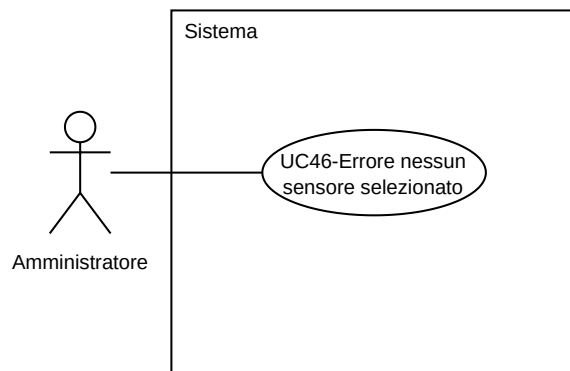 Sistema
UC46-Errore nessun
sensore selezionato
Amministratore